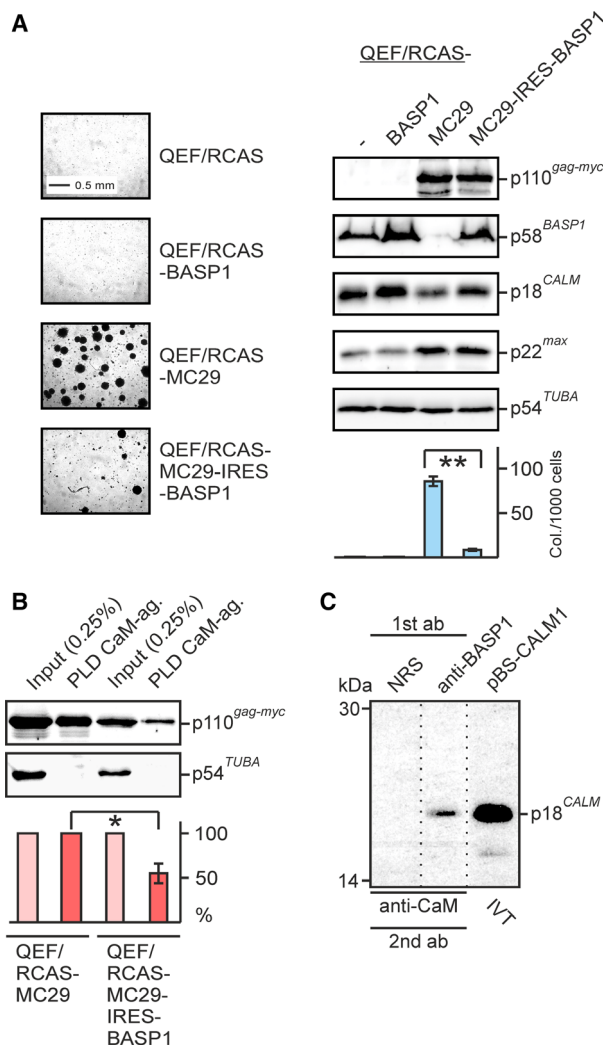 A
QEF/RCAS
0.5 mm
QEF/RCAS
-BASP1
QEF/RCAS
-MC29
QEF/RCAS-
MC29-IRES
-BASP1
QEF/RCAS-
-
BASP1
MC29
MC29-IRES-BASP1
p110gag-myc
p58BASP1
p18CALM
p22max
p54TUBA
**
100
50
Col./1000 cells
B
Input (0.25%)
PLD CaM-ag.
Input (0.25%)
PLD CaM-ag.
p110gag-myc
p54TUBA
*
100
50
%
QEF/
RCAS-
MC29
QEF/
RCAS-
MC29-
IRES-
BASP1
C
1st ab
NRS
anti-BASP1
pBS-CALM1
kDa
30
p18CALM
14
anti-CaM
IVT
2nd ab